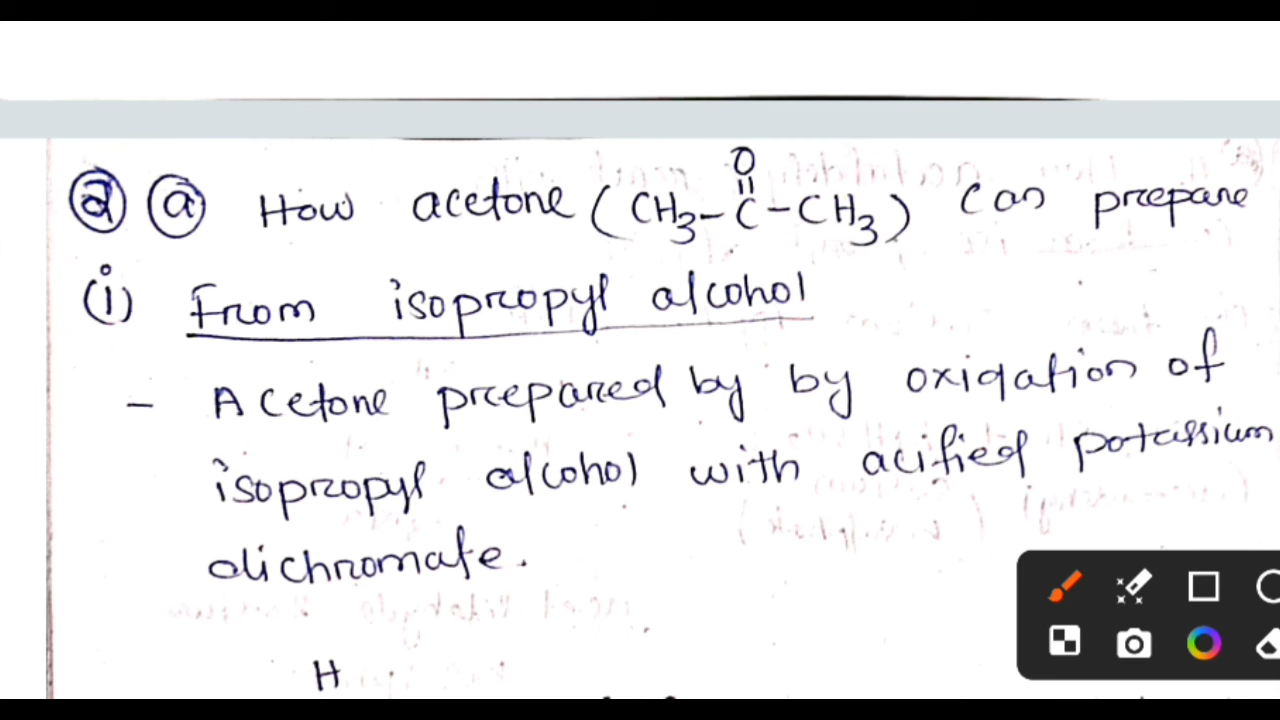 O
② ⓐ How acetone (CH₃-C-CH₃) Can prepare
(i) From isopropyl alcohol
- Acetone prepared by by oxidation of
isopropyl alcohol with acified potassium
dichromate.
H